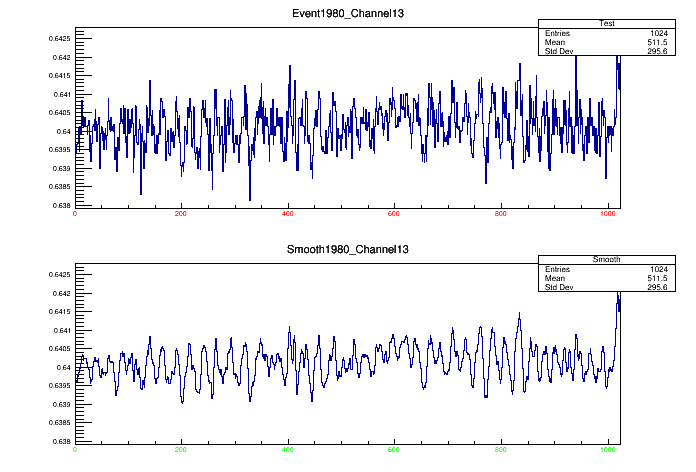 Event1980_Channel13
Test
Entries 1024
Mean 511.5
Std Dev 295.6
0.6425
0.642
0.6415
0.641
0.6405
0.64
0.6395
0.639
0.6385
0.638
0 200 400 600 800 1000
Smooth1980_Channel13
Smooth
Entries 1024
Mean 511.5
Std Dev 295.6
0.6425
0.642
0.6415
0.641
0.6405
0.64
0.6395
0.639
0.6385
0.638
0 200 400 600 800 1000